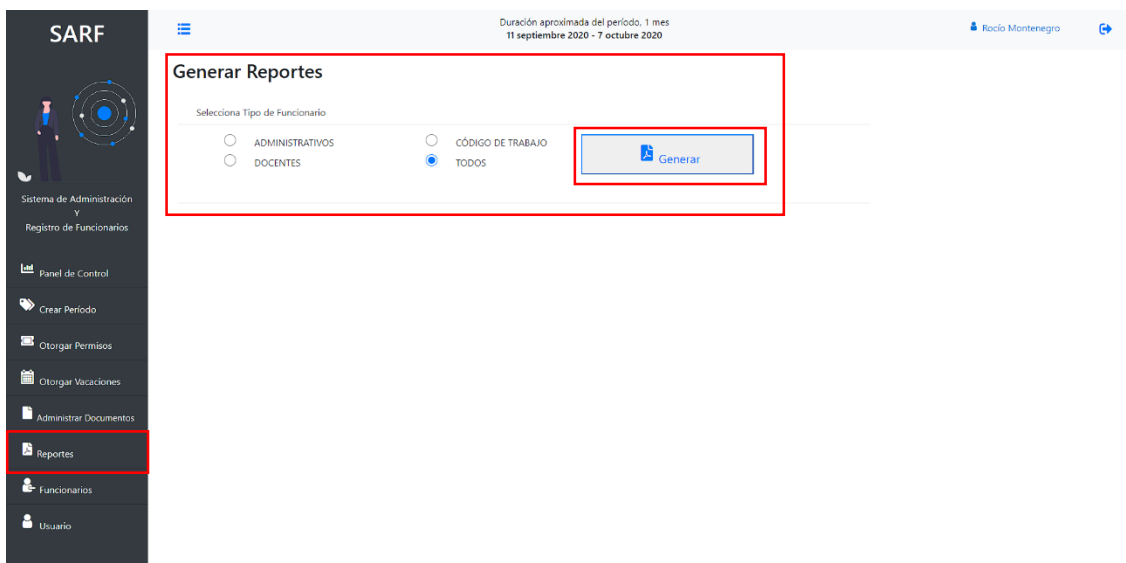 SARF
Sistema de Administración
Y
Registro de Funcionarios
Panel de Control
Crear Período
Otorgar Permisos
Otorgar Vacaciones
Administrar Documentos
Reportes
Funcionarios
Usuario
Duración aproximada del período, 1 mes
11 septiembre 2020 - 7 octubre 2020
Rocío Montenegro
Generar Reportes
Selecciona Tipo de Funcionario
ADMINISTRATIVOS
CÓDIGO DE TRABAJO
DOCENTES
TODOS
Generar